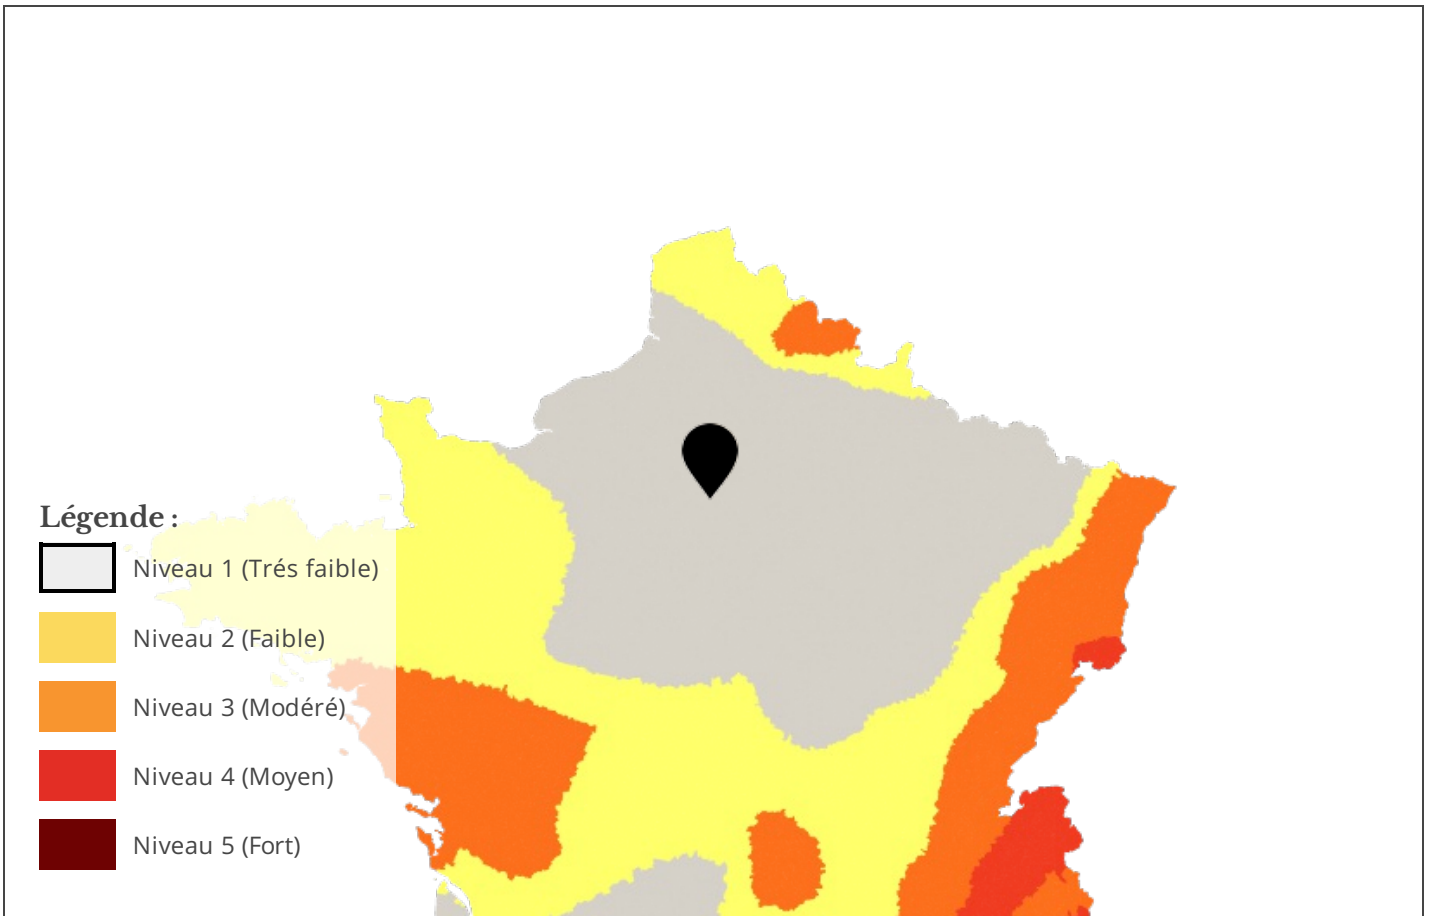 Légende :
Niveau 1 (Trés faible)
Niveau 2 (Faible)
Niveau 3 (Modéré)
Niveau 4 (Moyen)
Niveau 5 (Fort)